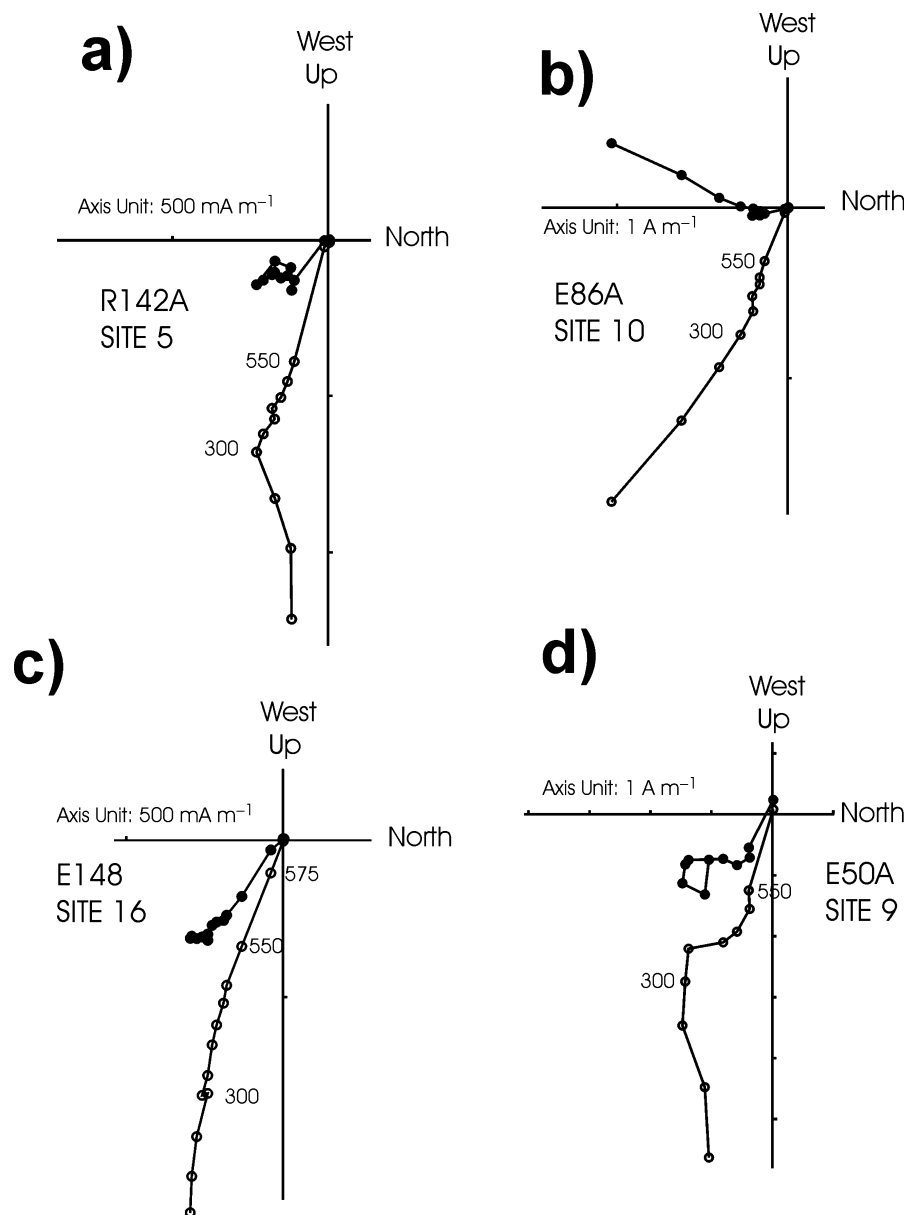 a)
West
Up
Axis Unit: 500 mA m⁻¹
North
R142A
SITE 5
550
300
b)
West
Up
North
Axis Unit: 1 A m⁻¹
550
E86A
SITE 10
300
c)
West
Up
Axis Unit: 500 mA m⁻¹
North
E148
SITE 16
575
550
300
d)
West
Up
Axis Unit: 1 A m⁻¹
North
E50A
SITE 9
550
300